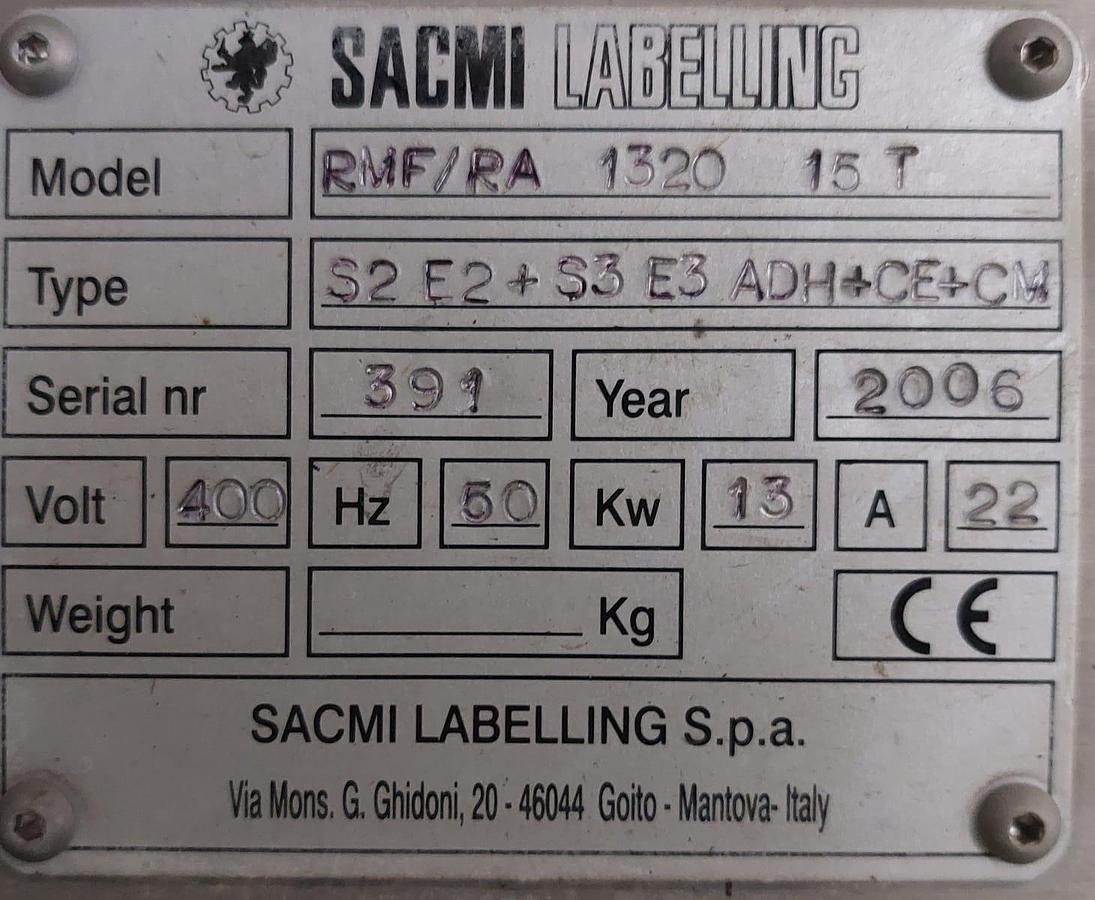 SACMI LABELLING
Model RMF/RA 1320 15 T
Type S2 E2 + S3 E3 ADH+CE+CM
Serial nr 391 Year 2006
Volt 400 Hz 50 Kw 13 A 22
Weight Kg CE
SACMI LABELLING S.p.a.
Via Mons. G. Ghidoni, 20 - 46044 Goito - Mantova- Italy